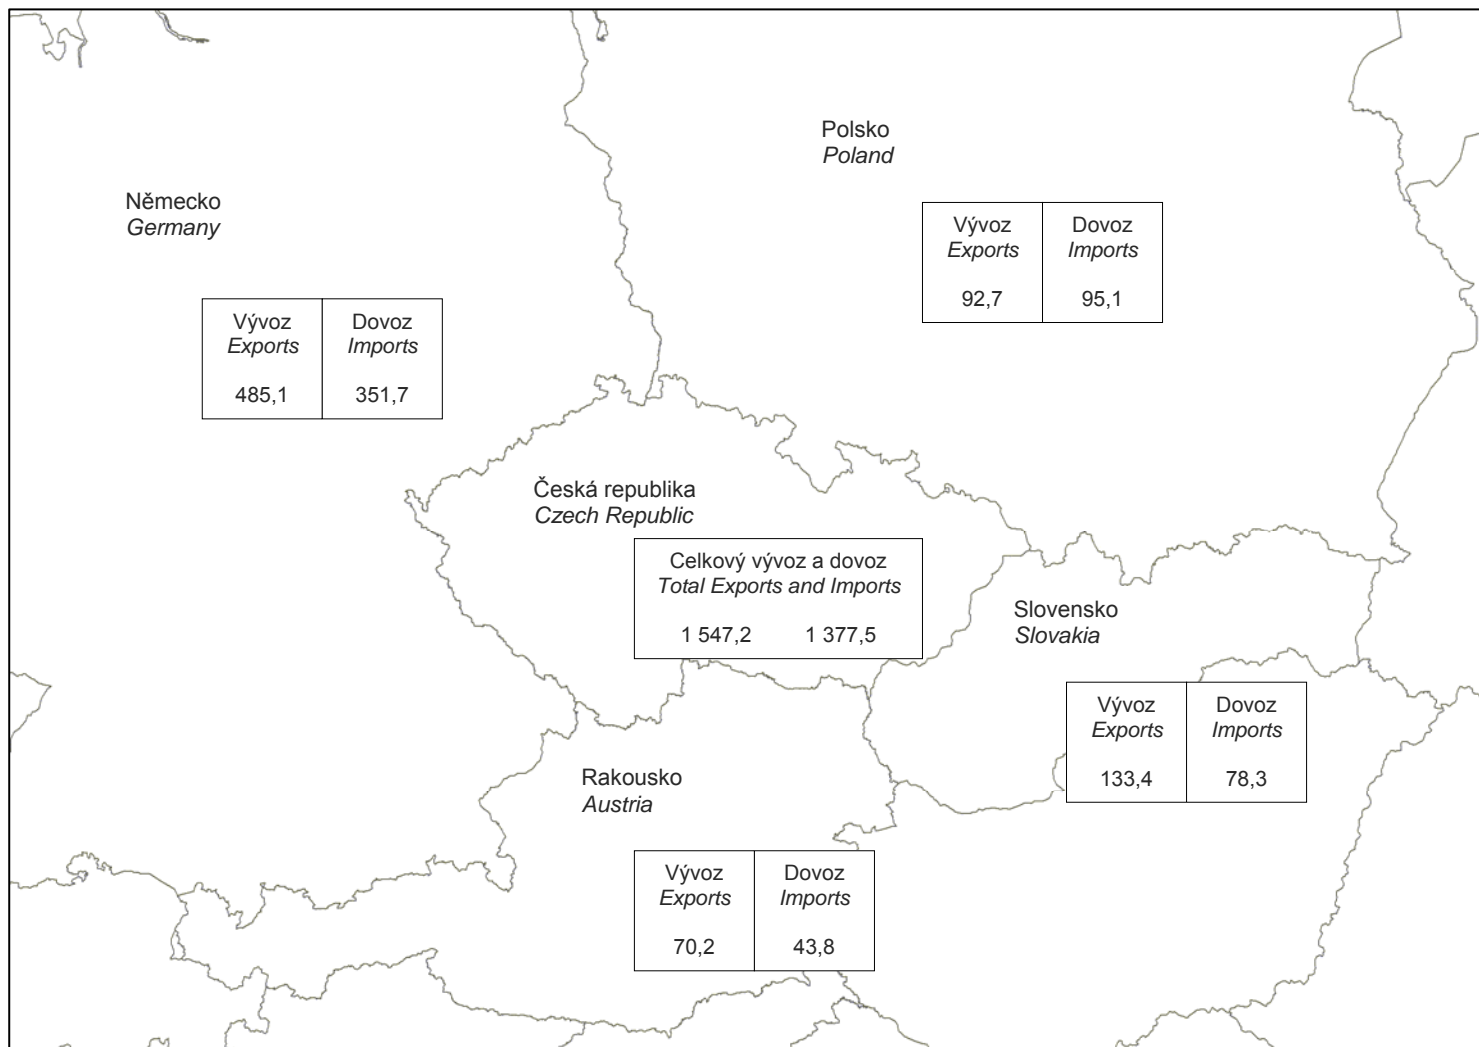 Polsko
Poland
Německo
Germany
Vývoz
Exports
92,7
Dovoz
Imports
95,1
Vývoz
Exports
485,1
Dovoz
Imports
351,7
Česká republika
Czech Republic
Celkový vývoz a dovoz
Total Exports and Imports
1 547,2 1 377,5
Slovensko
Slovakia
Vývoz
Exports
133,4
Dovoz
Imports
78,3
Rakousko
Austria
Vývoz
Exports
70,2
Dovoz
Imports
43,8